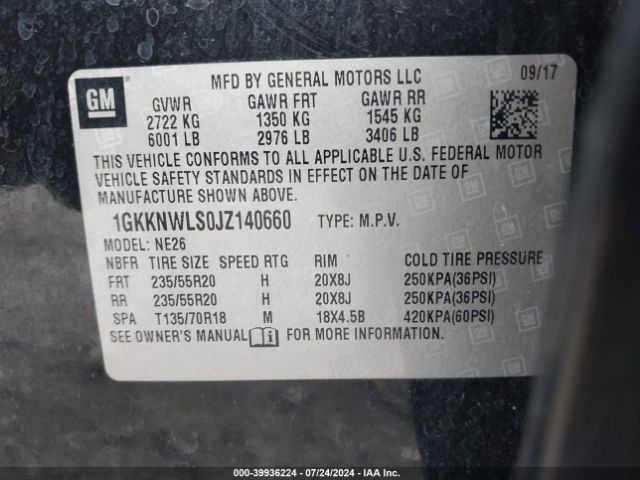 GM
MFD BY GENERAL MOTORS LLC 09/17
GVWR GAWR FRT GAWR RR
2722 KG 1350 KG 1545 KG
6001 LB 2976 LB 3406 LB
THIS VEHICLE CONFORMS TO ALL APPLICABLE U.S. FEDERAL MOTOR
VEHICLE SAFETY STANDARDS IN EFFECT ON THE DATE OF
MANUFACTURE SHOWN ABOVE.
1GKKNWLS0JZ140660 TYPE: M.P.V.
MODEL: NE26
NBFR TIRE SIZE SPEED RTG RIM COLD TIRE PRESSURE
FRT 235/55R20 H 20X8J 250KPA(36PSI)
RR 235/55R20 H 20X8J 250KPA(36PSI)
SPA T135/70R18 M 18X4.5B 420KPA(60PSI)
SEE OWNER'S MANUAL FOR MORE INFORMATION.
000-39936224 - 07/24/2024 - IAA Inc.